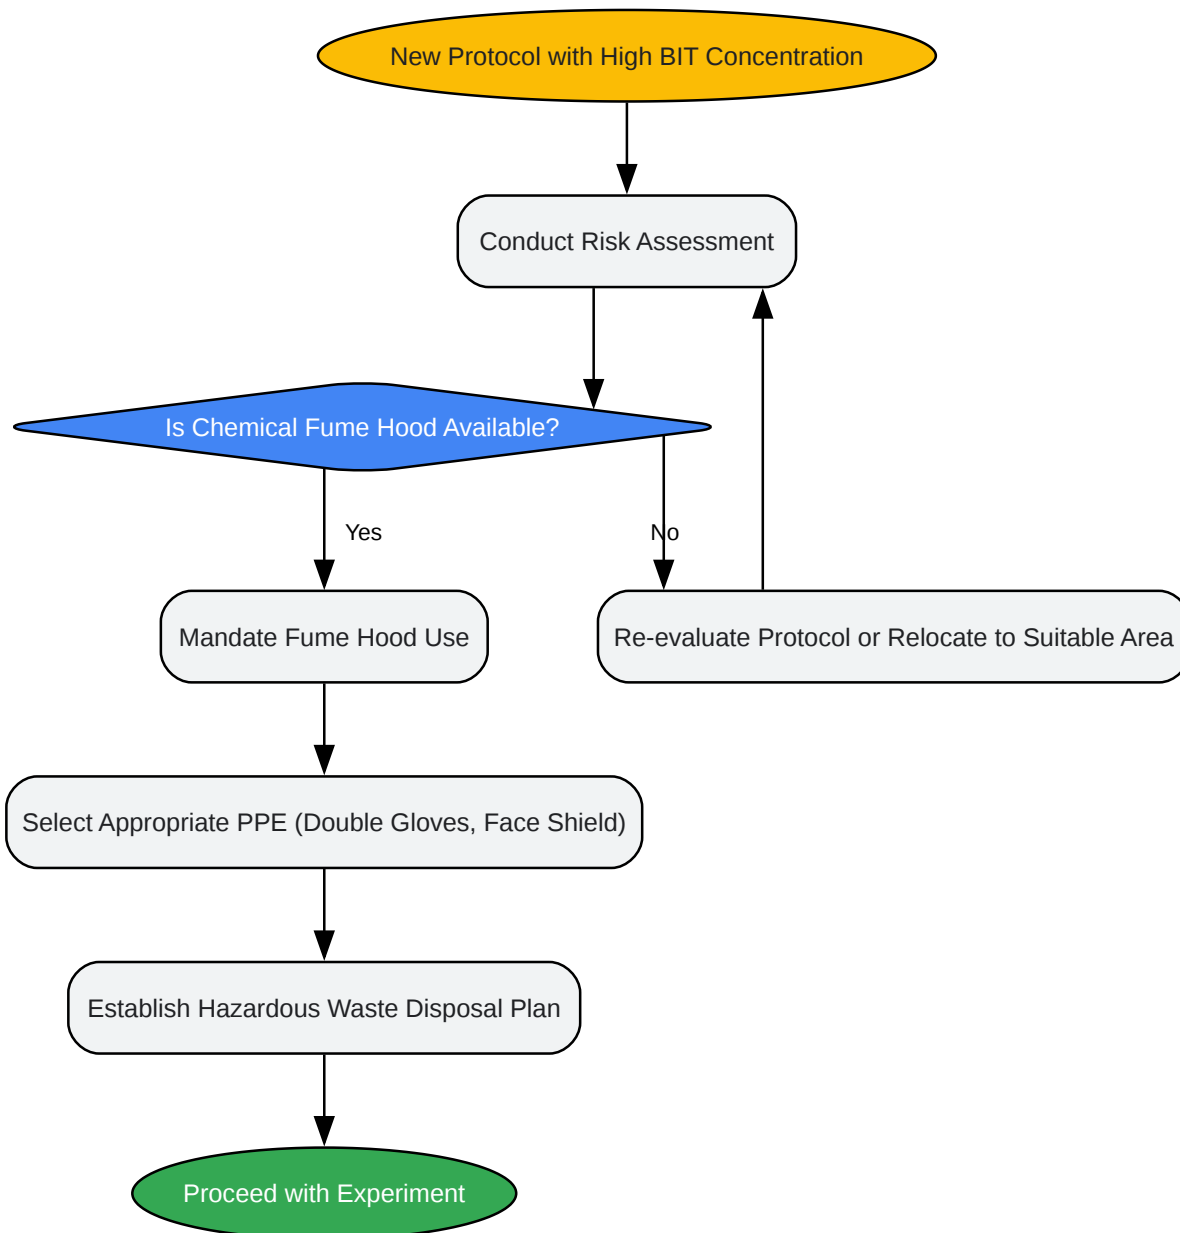 New Protocol with High BIT Concentration
Conduct Risk Assessment
Is Chemical Fume Hood Available?
Yes
No
Mandate Fume Hood Use
Re-evaluate Protocol or Relocate to Suitable Area
Select Appropriate PPE (Double Gloves, Face Shield)
Establish Hazardous Waste Disposal Plan
Proceed with Experiment